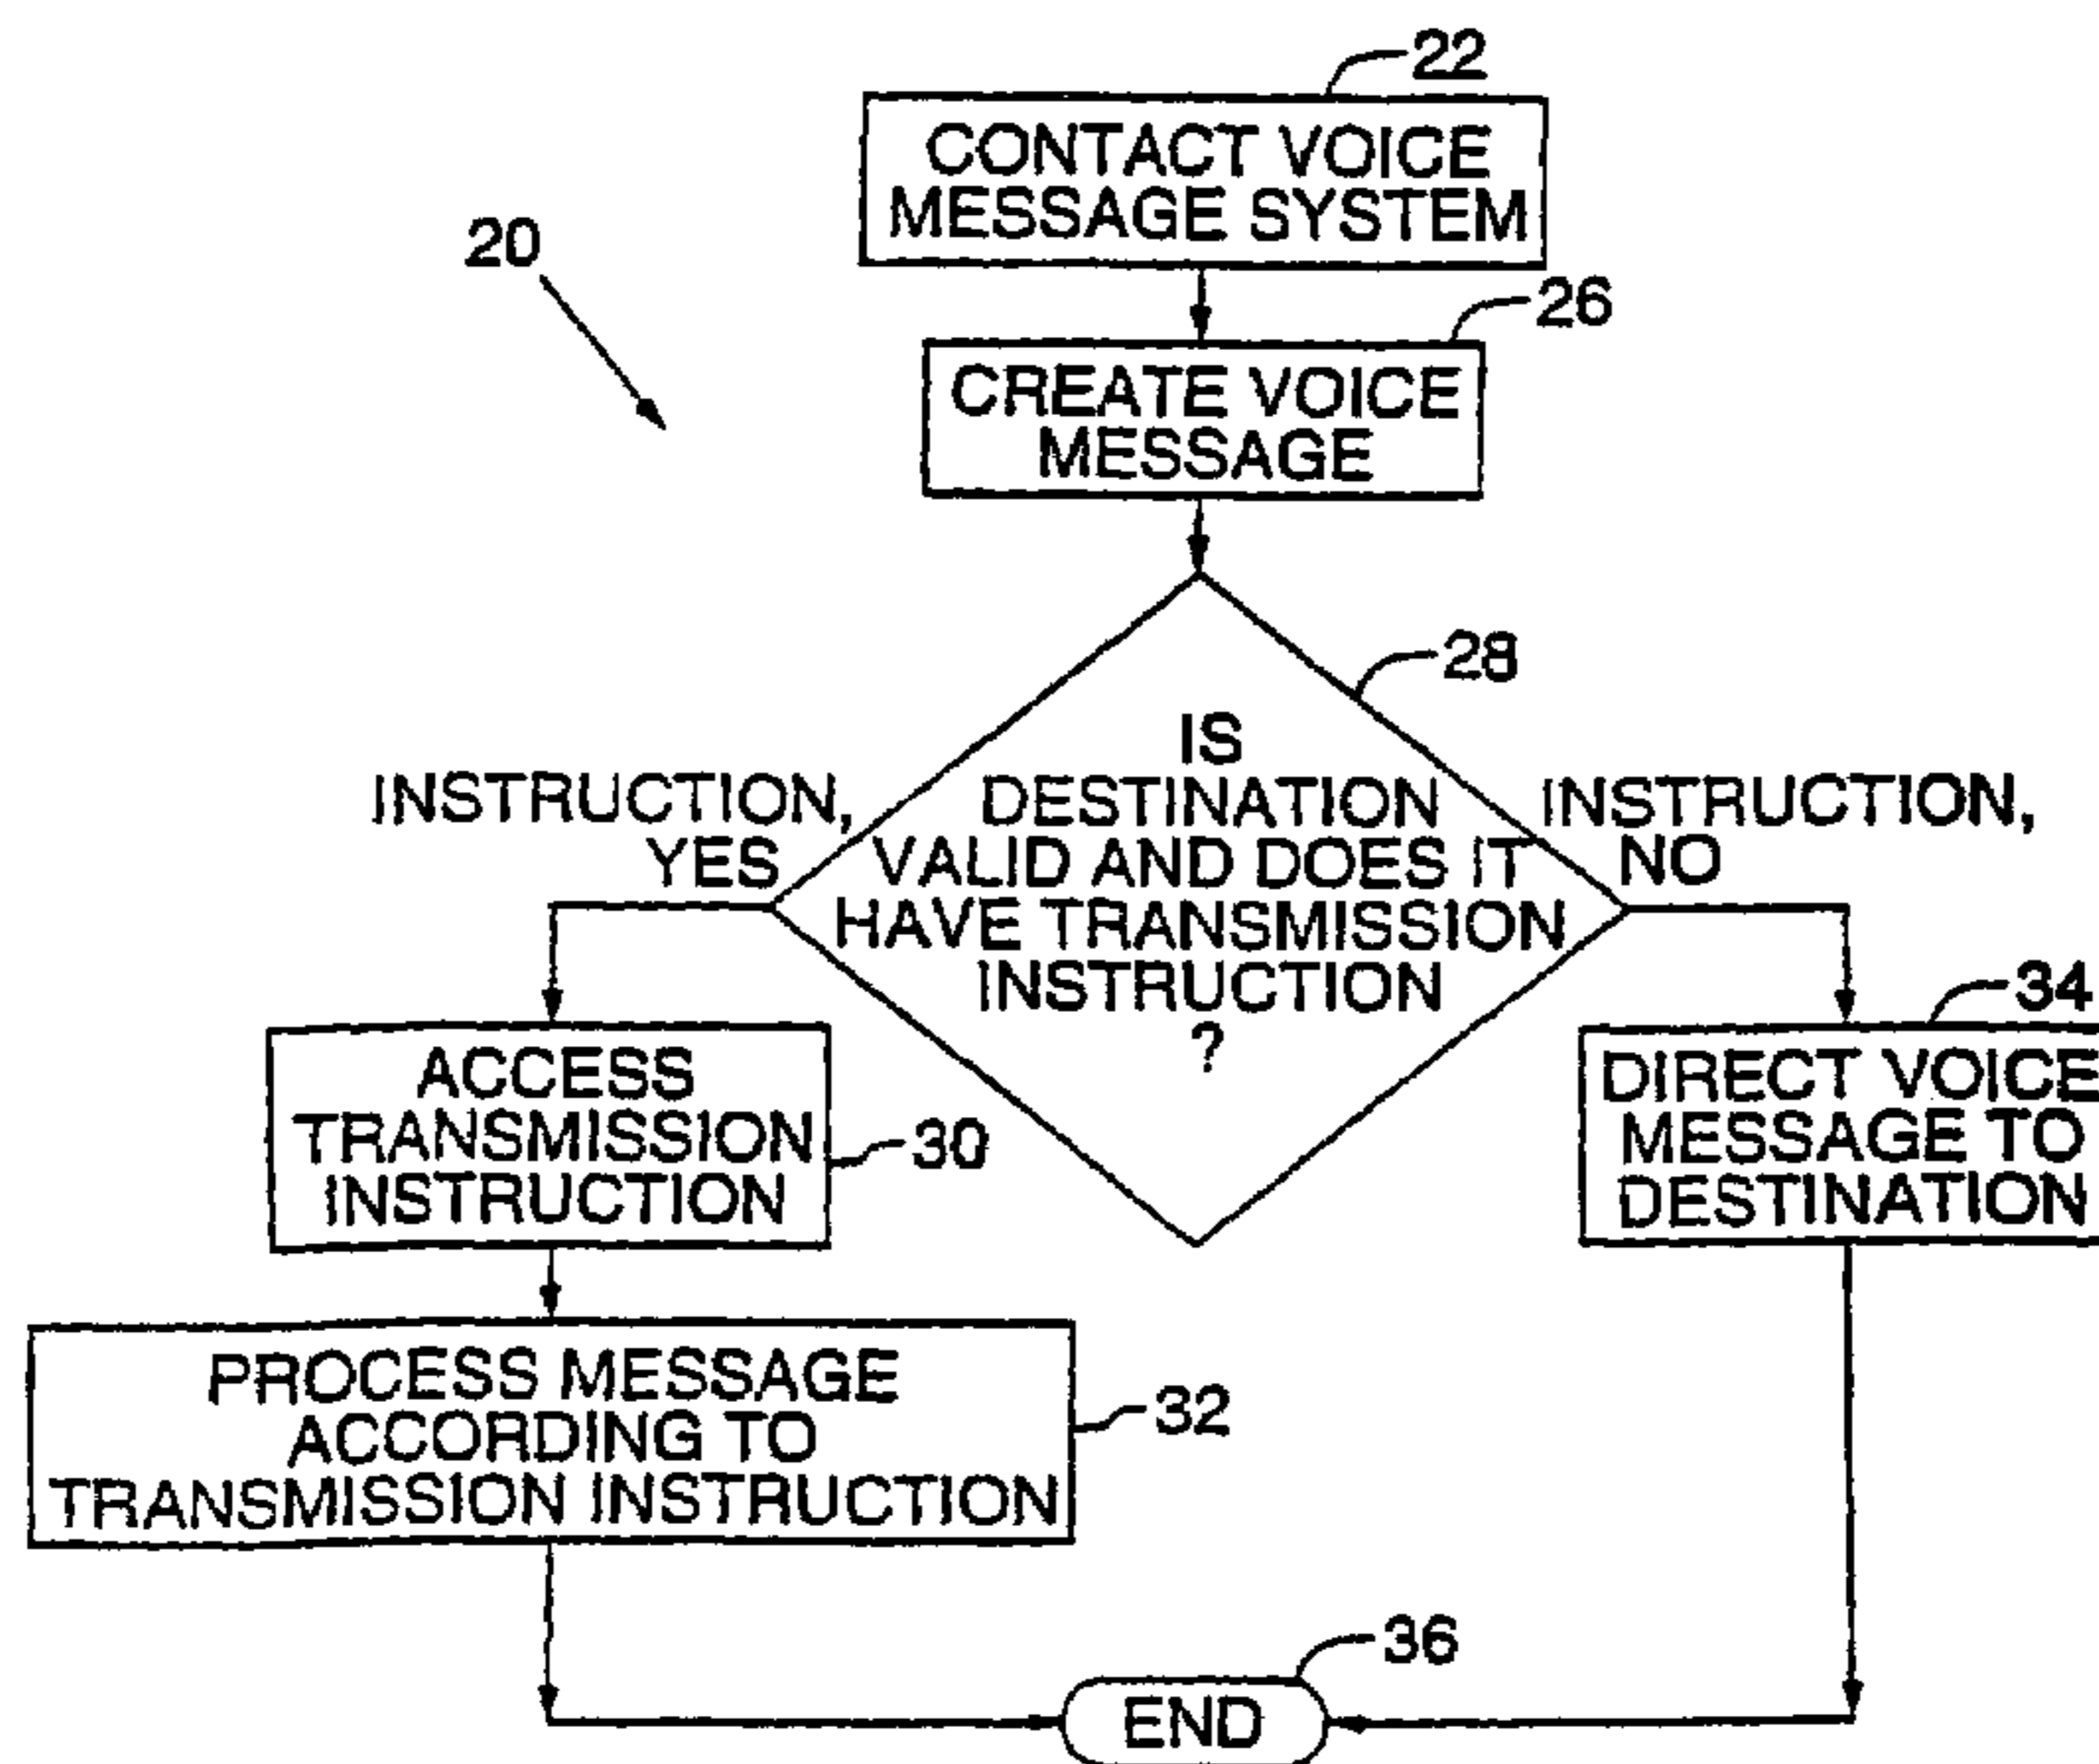 22
CONTACT VOICE
MESSAGE SYSTEM
20
26
CREATE VOICE
MESSAGE
28
IS
DESTINATION
VALID AND DOES IT
HAVE TRANSMISSION
INSTRUCTION
?
INSTRUCTION,
YES
INSTRUCTION,
NO
ACCESS
TRANSMISSION
INSTRUCTION
30
34
DIRECT VOICE
MESSAGE TO
DESTINATION
PROCESS MESSAGE
ACCORDING TO
TRANSMISSION INSTRUCTION
32
36
END